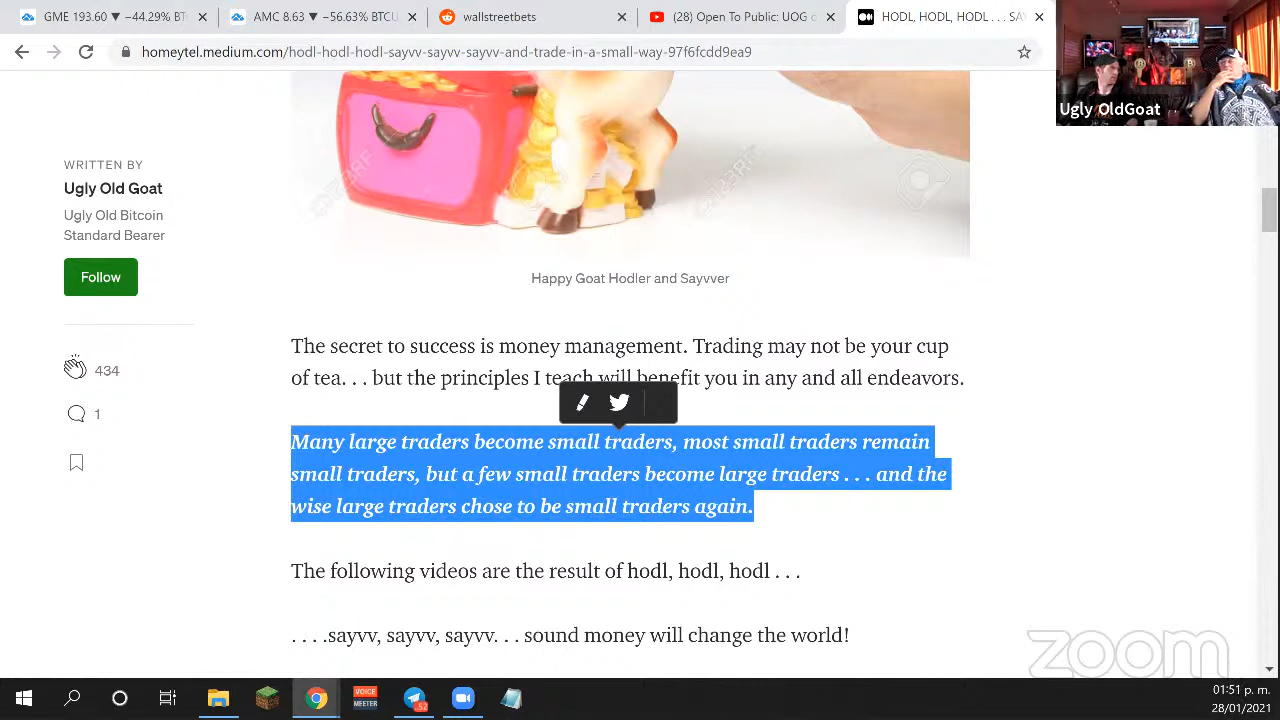 GME 193.60 ▼ −44.29% BT
AMC 8.63 ▼ −56.63% BTCU
wallstreetbets
(28) Open To Public: UOG c
HODL, HODL, HODL . . . SAY
homeytel.medium.com/hodl-hodl-hodl-sayvv-sayvv-sayvv-and-trade-in-a-small-way-97f6fcdd9ea9
Ugly OldGoat
WRITTEN BY
Ugly Old Goat
Ugly Old Bitcoin
Standard Bearer
Follow
434
1
123RF
123RF
Happy Goat Hodler and Sayvver
The secret to success is money management. Trading may not be your cup
of tea. . . but the principles I teach will benefit you in any and all endeavors.
Many large traders become small traders, most small traders remain
small traders, but a few small traders become large traders . . . and the
wise large traders chose to be small traders again.
The following videos are the result of hodl, hodl, hodl . . .
. . . .sayvv, sayvv, sayvv. . . sound money will change the world!
zoom
VOICE
MEETER
52
01:51 p. m.
28/01/2021